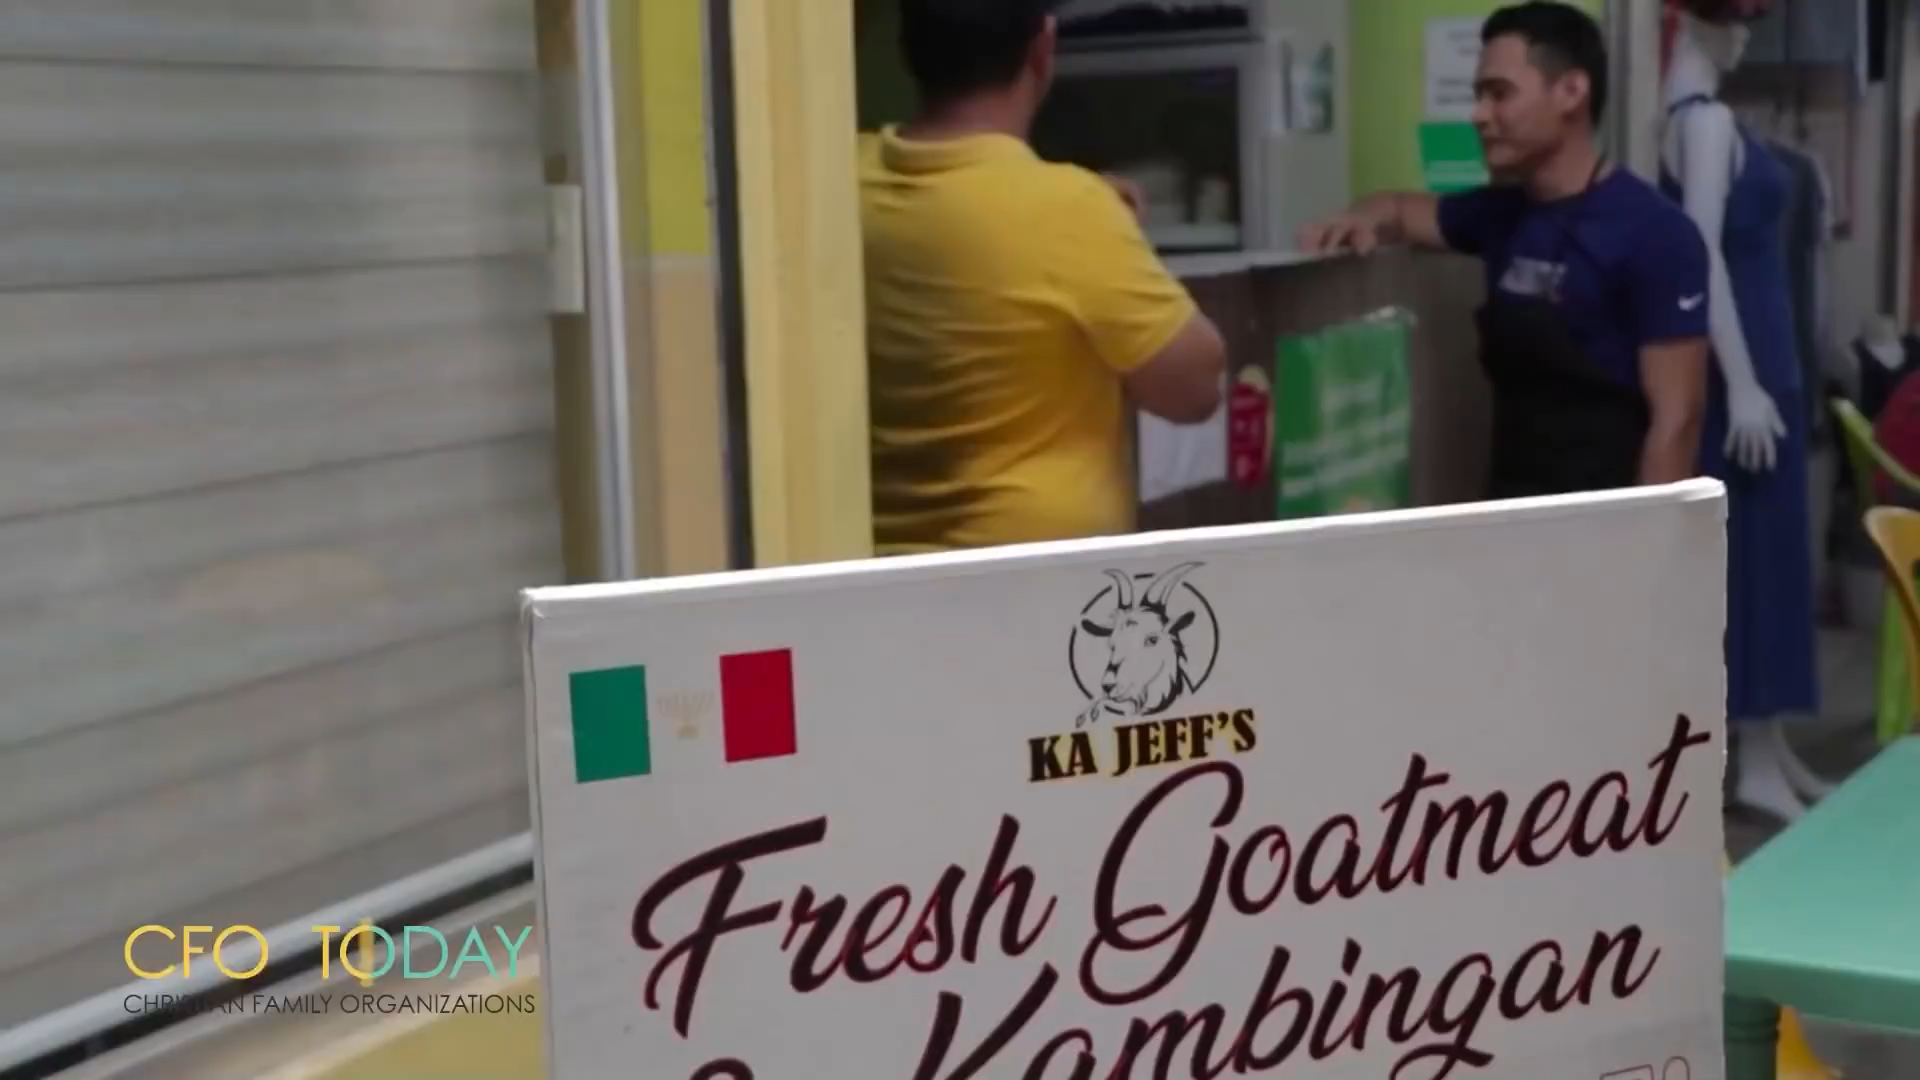 KA JEFF'S
Fresh Goatmeat
& Kambingan
CFO TODAY
CHRISTIAN FAMILY ORGANIZATIONS